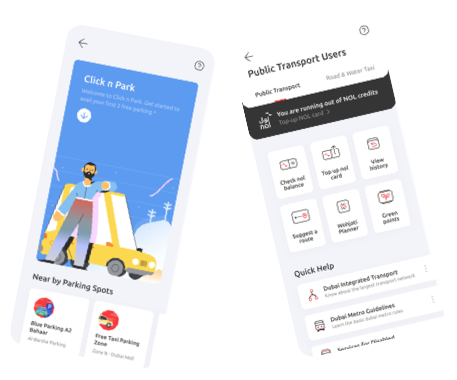 Click n Park
Welcome to Click n Park. Get started to
avail your first 2 free parking *
Near by Parking Spots
Blue Parking A2
Bahaar
Al-Barsha Parking
Free Taxi Parking
Zone
Zone B - Dubai Mall
Public Transport Users
Public Transport
Road & Water Taxi
nol
You are running out of NOL credits
Top-up NOL card >
Check nol
balance
Top up nol
card
View
history
Suggest a
route
Wohjati
Planner
Green
points
Quick Help
Dubai Integrated Transport
Know about the largest transport network
Dubai Metro Guidelines
Learn the basic dubai metro rules
Services for Disabled